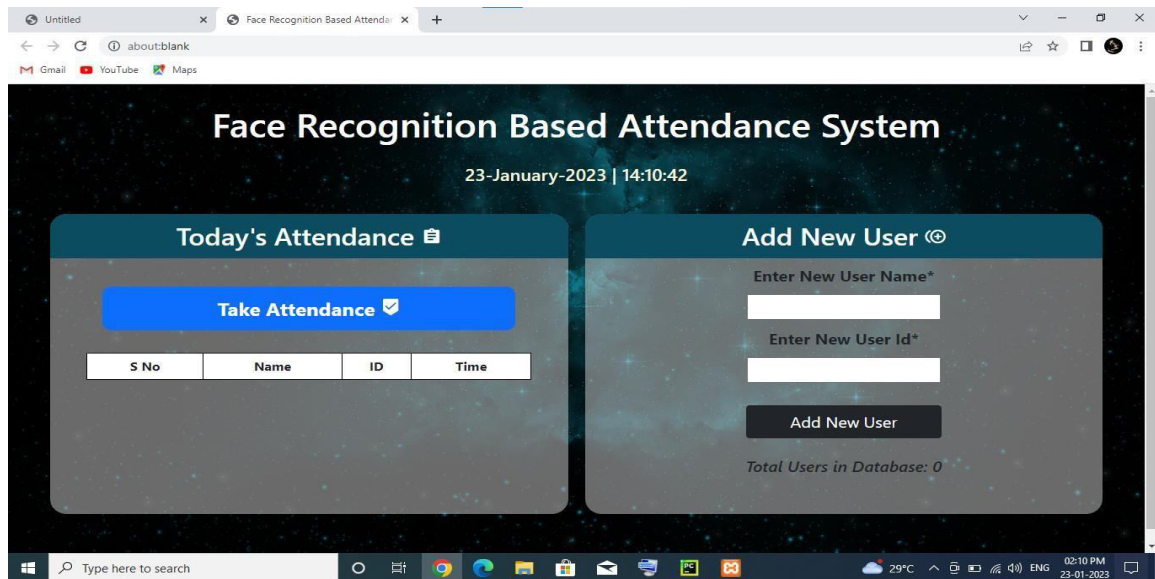 Untitled
Face Recognition Based Attenda
about:blank
Gmail YouTube Maps
Face Recognition Based Attendance System
23-January-2023 | 14:10:42
Today's Attendance
Take Attendance
S No Name ID Time
Add New User
Enter New User Name*
Enter New User Id*
Add New User
Total Users in Database: 0
Type here to search
PC
29°C
ENG
02:10 PM
23-01-2023